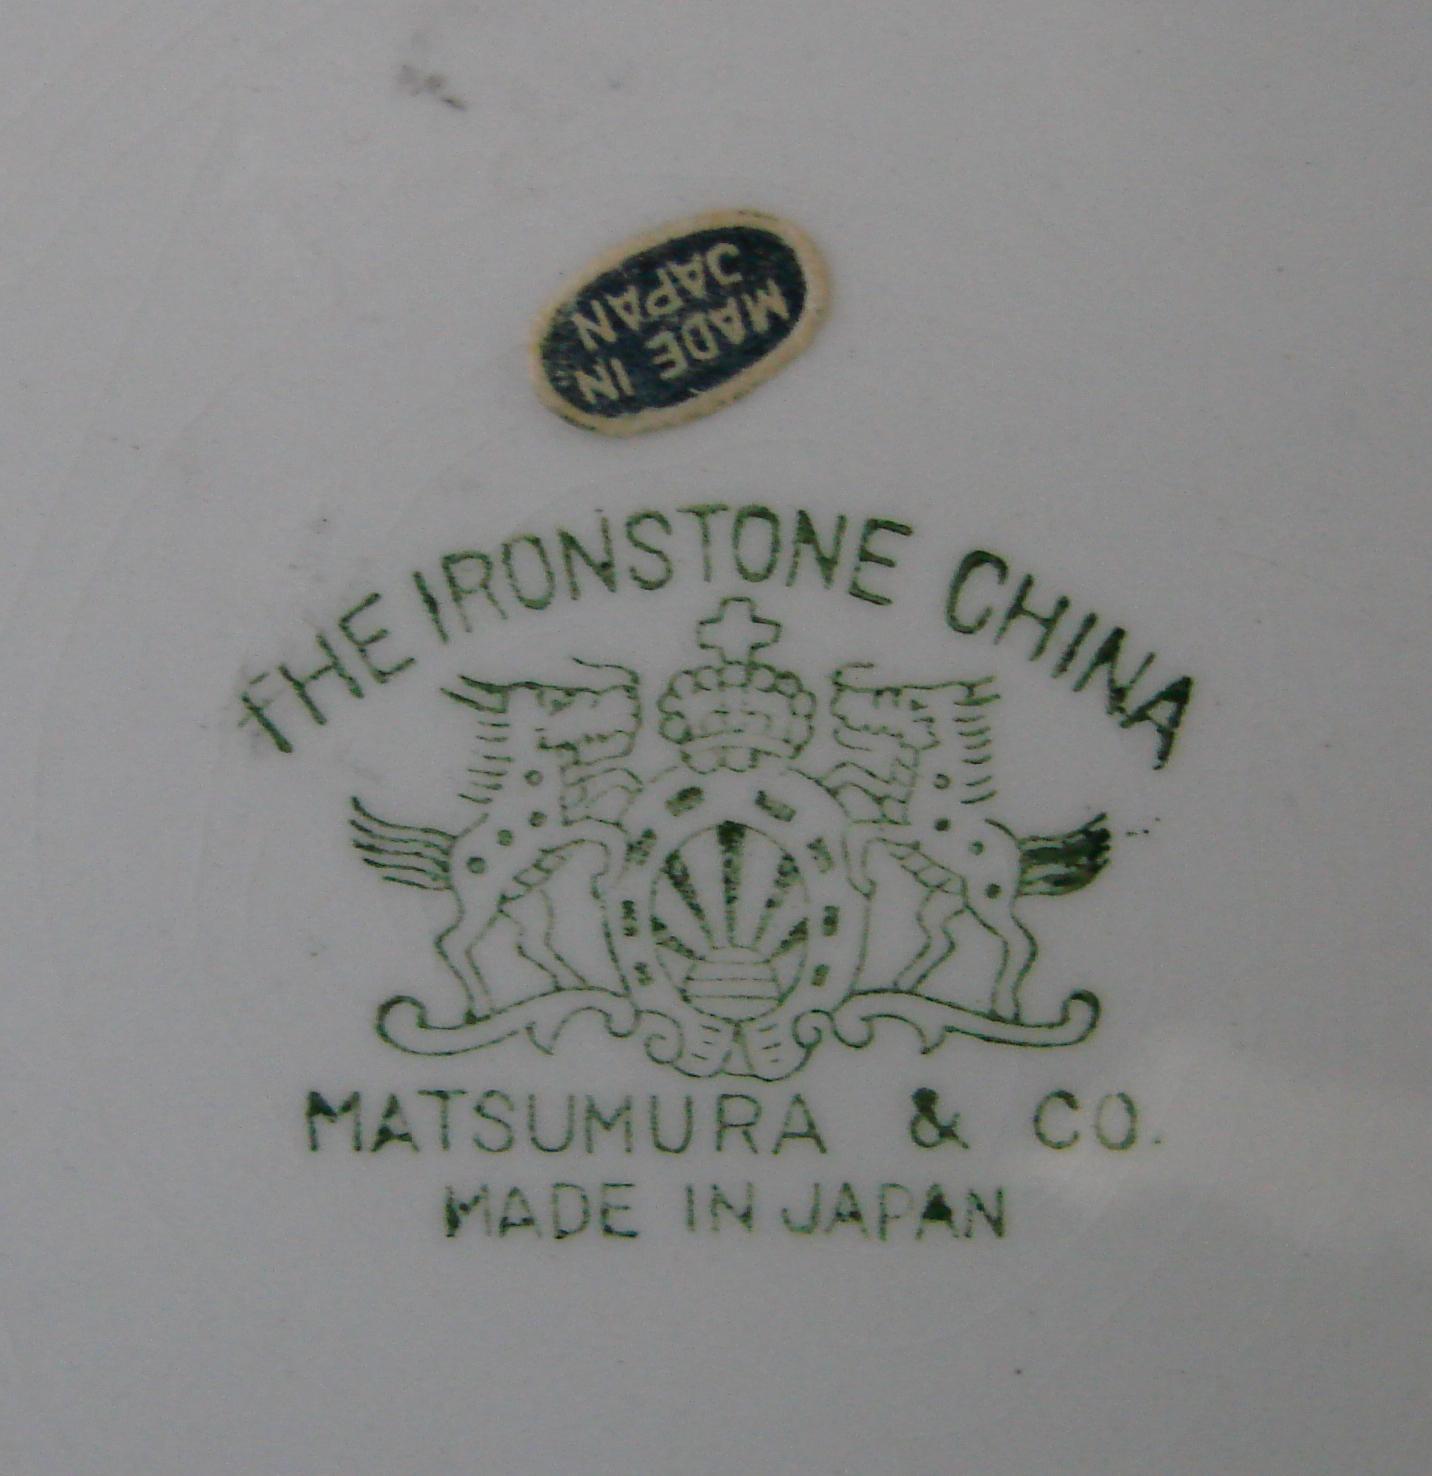 MADE IN
JAPAN
THE IRONSTONE CHINA
MATSUMURA & CO.
MADE IN JAPAN